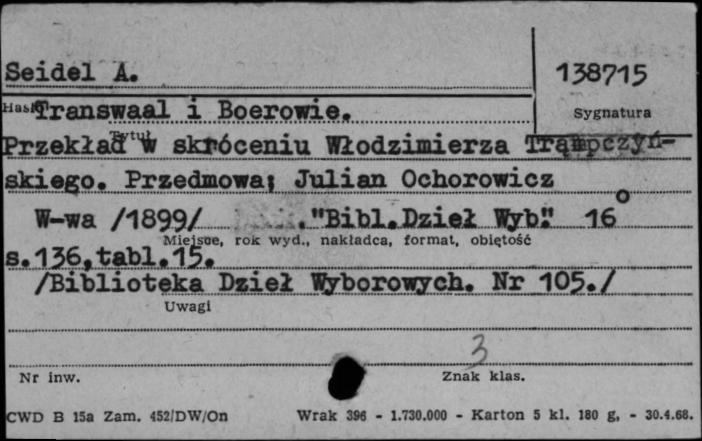 Seidel A.
138715
Hasło Transwaal i Boerowie.
Sygnatura
Tytuł
Przekład w skróceniu Włodzimierza Trąmpczyń-
skiego. Przedmowa; Julian Ochorowicz
W-wa /1899/ ."Bibl.Dzieł Wyb." 16°
Miejsce, rok wyd., nakładca, format, objętość
s.136,tabl.15.
/Biblioteka Dzieł Wyborowych. Nr 105./
Uwagi
3
Nr inw.
Znak klas.
CWD B 15a Zam. 452/DW/On Wrak 396 - 1.730.000 - Karton 5 kl. 180 g, - 30.4.68.